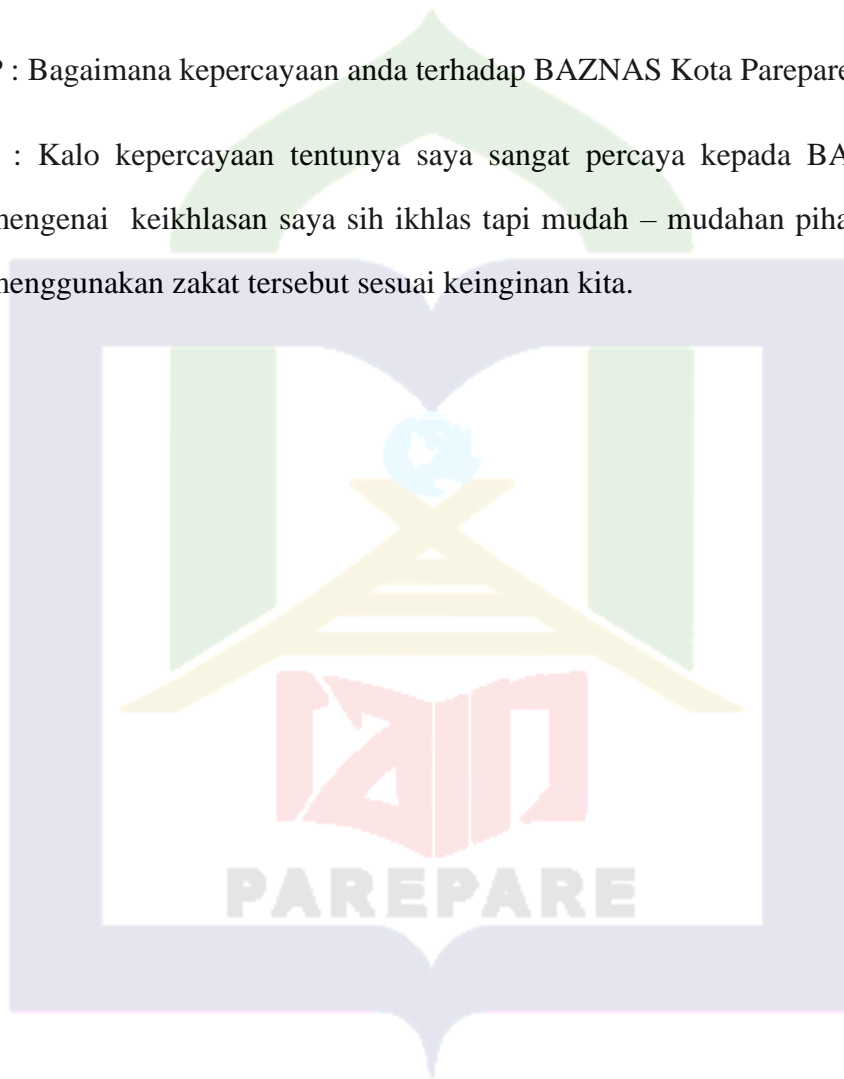 : Bagaimana kepercayaan anda terhadap BAZNAS Kota Parepare
: Kalo kepercayaan tentunya saya sangat percaya kepada BA
mengenai keikhlasan saya sih ikhlas tapi mudah – mudahan piha
menggunakan zakat tersebut sesuai keinginan kita.
iain
PAREPARE